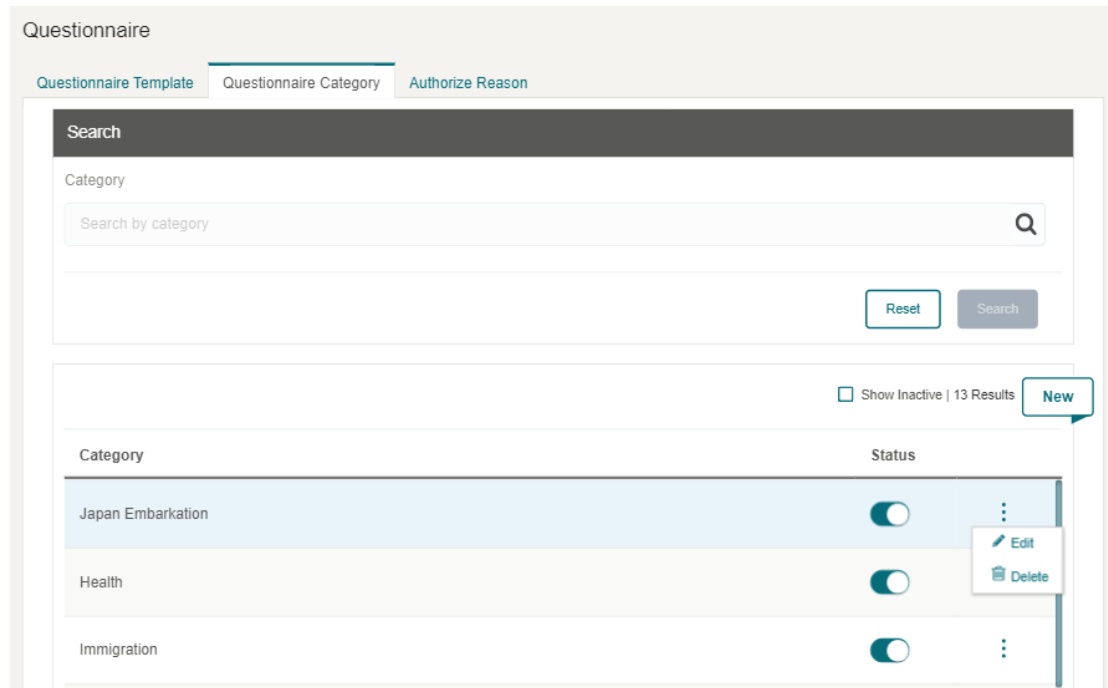 Questionnaire
Questionnaire Template Questionnaire Category Authorize Reason
Search
Category
Search by category
Reset Search
Show Inactive | 13 Results New
Category Status
Japan Embarkation
Edit
Health
Delete
Immigration